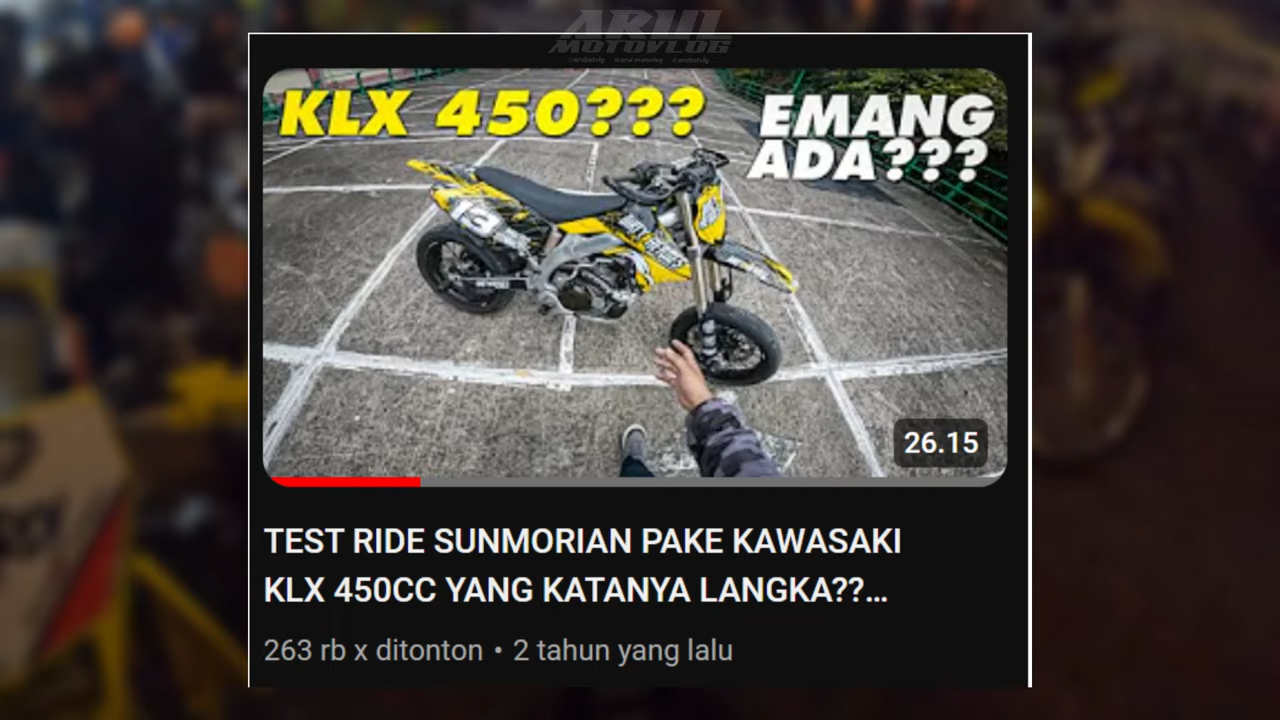 ARUL
MOTOVLOG
KLX 450???
EMANG
ADA???
13
26.15
TEST RIDE SUNMORIAN PAKE KAWASAKI
KLX 450CC YANG KATANYA LANGKA??...
263 rb x ditonton • 2 tahun yang lalu